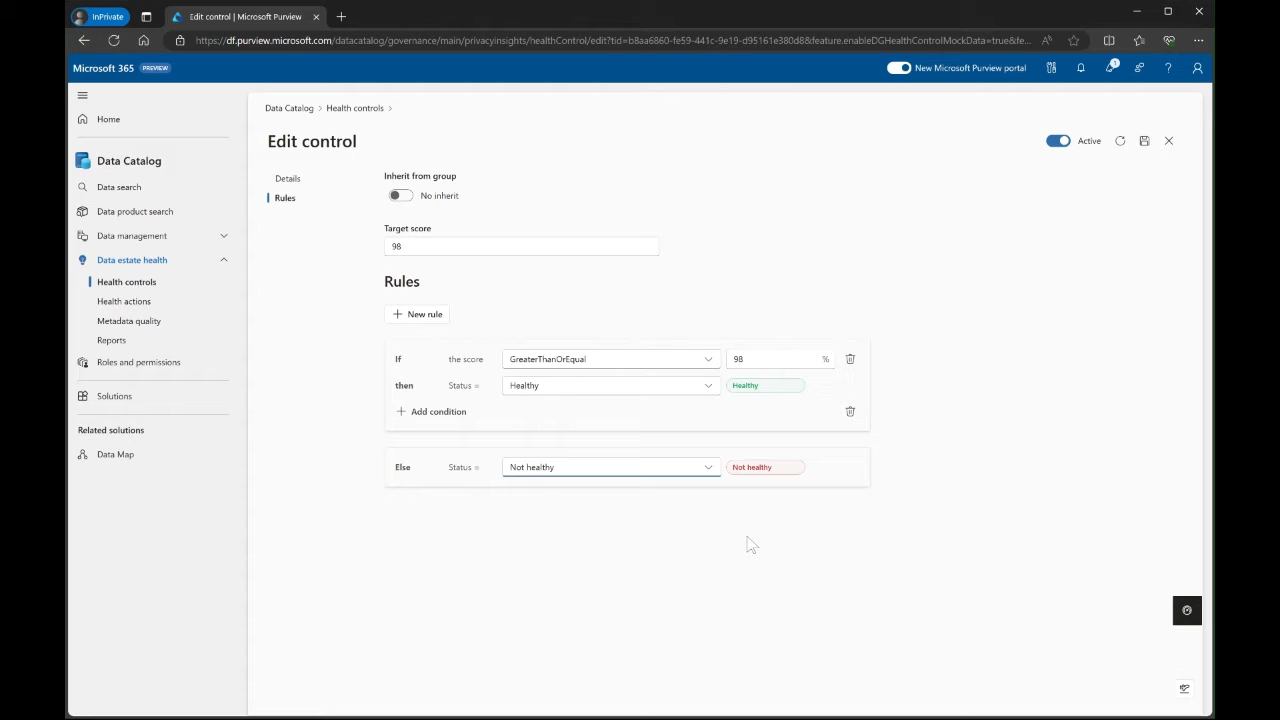 InPrivate
Edit control | Microsoft Purview
https://df.purview.microsoft.com/datacatalog/governance/main/privacyinsights/healthControl/edit?tid=b8aa6860-fe59-441c-9e19-d95161e380d8&feature.enableDGHealthControlMockData=true&fe...
Microsoft 365 PREVIEW
New Microsoft Purview portal
1
Home
Data Catalog
Data search
Data product search
Data management
Data estate health
Health controls
Health actions
Metadata quality
Reports
Roles and permissions
Solutions
Related solutions
Data Map
Data Catalog > Health controls >
Edit control
Active
Details
Rules
Inherit from group
No inherit
Target score
98
Rules
+ New rule
If the score GreaterThanOrEqual 98 %
then Status = Healthy Healthy
+ Add condition
Else Status = Not healthy Not healthy